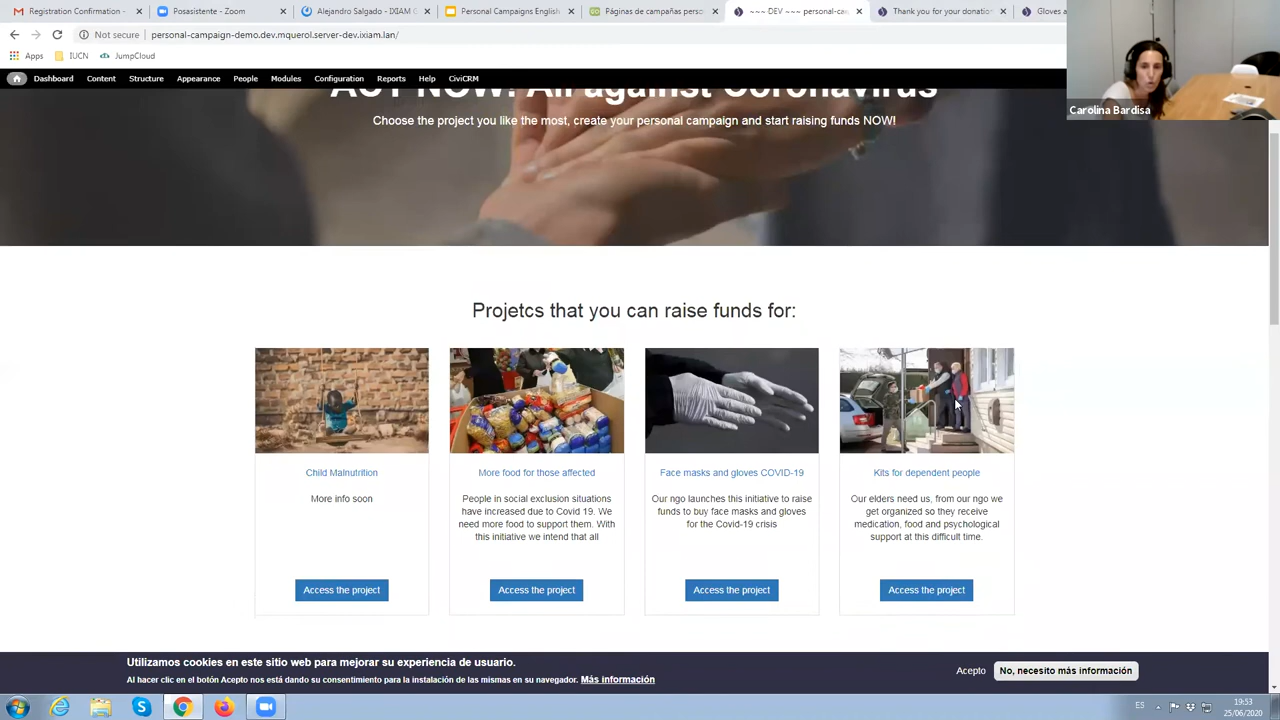 Registration Confirmation -
Posasistente - Zoom
Alejandro Salgado - IXIAM G
Personal Campaigns English
Páginas de campañas perso
~~~ DEV ~~~ personal-ca
Thank you for your donatio
Gloves a
Not secure
personal-campaign-demo.dev.mquerol.server-dev.ixiam.lan/
Apps
IUCN
JumpCloud
Dashboard
Content
Structure
Appearance
People
Modules
Configuration
Reports
Help
CiviCRM
Carolina Bardisa
ACT NOW! All against Coronavirus
Choose the project you like the most, create your personal campaign and start raising funds NOW!
Projetcs that you can raise funds for:
Child Malnutrition
More info soon
Access the project
More food for those affected
People in social exclusion situations
have increased due to Covid 19. We
need more food to support them. With
this initiative we intend that all
Access the project
Face masks and gloves COVID-19
Our ngo launches this initiative to raise
funds to buy face masks and gloves
for the Covid-19 crisis
Access the project
Kits for dependent people
Our elders need us, from our ngo we
get organized so they receive
medication, food and psychological
support at this difficult time.
Access the project
Utilizamos cookies en este sitio web para mejorar su experiencia de usuario.
Al hacer clic en el botón Acepto nos está dando su consentimiento para la instalación de las mismas en su navegador. Más información
Acepto
No, necesito más información
ES
19:53
25/06/2020